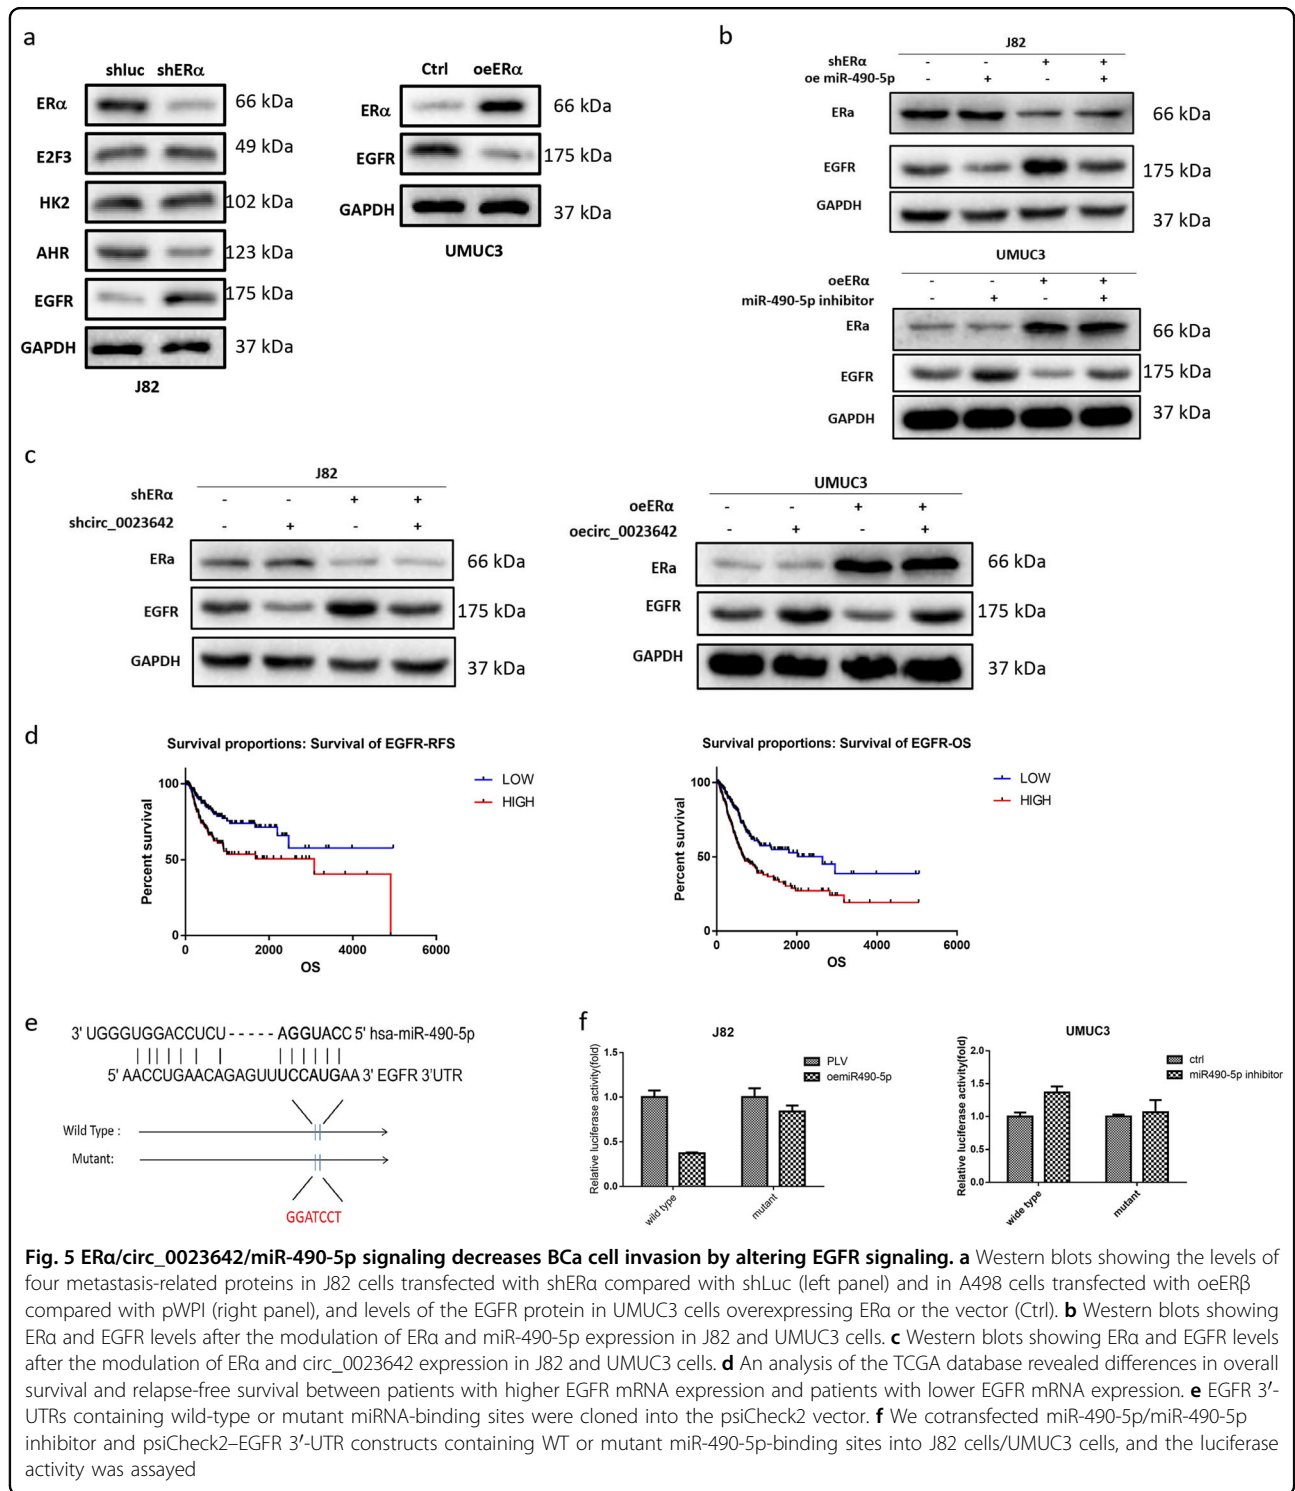 a
shluc shERα
ERα 66 kDa
E2F3 49 kDa
HK2 102 kDa
AHR 123 kDa
EGFR 175 kDa
GAPDH 37 kDa
J82
Ctrl oeERα
ERα 66 kDa
EGFR 175 kDa
GAPDH 37 kDa
UMUC3
b
J82
shERα - - + +
oe miR-490-5p - + - +
ERa 66 kDa
EGFR 175 kDa
GAPDH 37 kDa
UMUC3
oeERα - - + +
miR-490-5p inhibitor - + - +
ERa 66 kDa
EGFR 175 kDa
GAPDH 37 kDa
c
J82
shERα - - + +
shcirc_0023642 - + - +
ERa 66 kDa
EGFR 175 kDa
GAPDH 37 kDa
UMUC3
oeERα - - + +
oecirc_0023642 - + - +
ERa 66 kDa
EGFR 175 kDa
GAPDH 37 kDa
d
Survival proportions: Survival of EGFR-RFS
LOW
HIGH
Percent survival
100
50
0
0 2000 4000 6000
OS
Survival proportions: Survival of EGFR-OS
LOW
HIGH
Percent survival
100
50
0
0 2000 4000 6000
OS
e
3' UGGGUGGACCUCU - - - - - AGGUACC 5' hsa-miR-490-5p
5' AACCUGAACAGAGUUUCCAUGAA 3' EGFR 3'UTR
Wild Type :
Mutant:
GGATCCT
f
J82
Relative luciferase activity(fold)
1.5
1.0
0.5
0.0
wild type mutant
PLV
oemiR490-5p
UMUC3
Relative luciferase activity(fold)
2.0
1.5
1.0
0.5
0.0
wide type mutant
ctrl
miR490-5p inhibitor
Fig. 5 ERα/circ_0023642/miR-490-5p signaling decreases BCa cell invasion by altering EGFR signaling. a Western blots showing the levels of
four metastasis-related proteins in J82 cells transfected with shERα compared with shLuc (left panel) and in A498 cells transfected with oeERβ
compared with pWPI (right panel), and levels of the EGFR protein in UMUC3 cells overexpressing ERα or the vector (Ctrl). b Western blots showing
ERα and EGFR levels after the modulation of ERα and miR-490-5p expression in J82 and UMUC3 cells. c Western blots showing ERα and EGFR levels
after the modulation of ERα and circ_0023642 expression in J82 and UMUC3 cells. d An analysis of the TCGA database revealed differences in overall
survival and relapse-free survival between patients with higher EGFR mRNA expression and patients with lower EGFR mRNA expression. e EGFR 3′-
UTRs containing wild-type or mutant miRNA-binding sites were cloned into the psiCheck2 vector. f We cotransfected miR-490-5p/miR-490-5p
inhibitor and psiCheck2–EGFR 3′-UTR constructs containing WT or mutant miR-490-5p-binding sites into J82 cells/UMUC3 cells, and the luciferase
activity was assayed